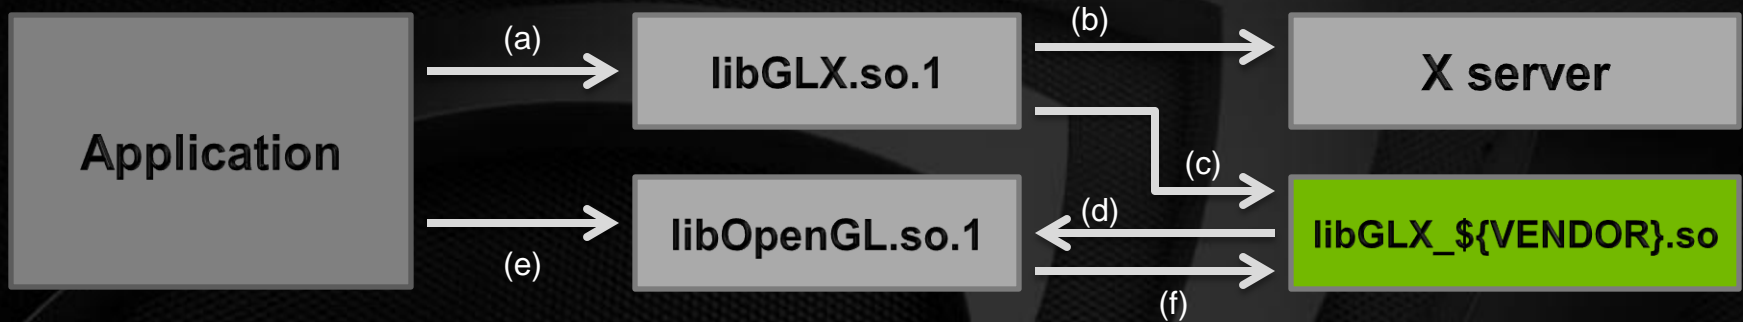 (a)
(b)
libGLX.so.1
X server
Application
(c)
(d)
libOpenGL.so.1
libGLX_${VENDOR}.so
(e)
(f)